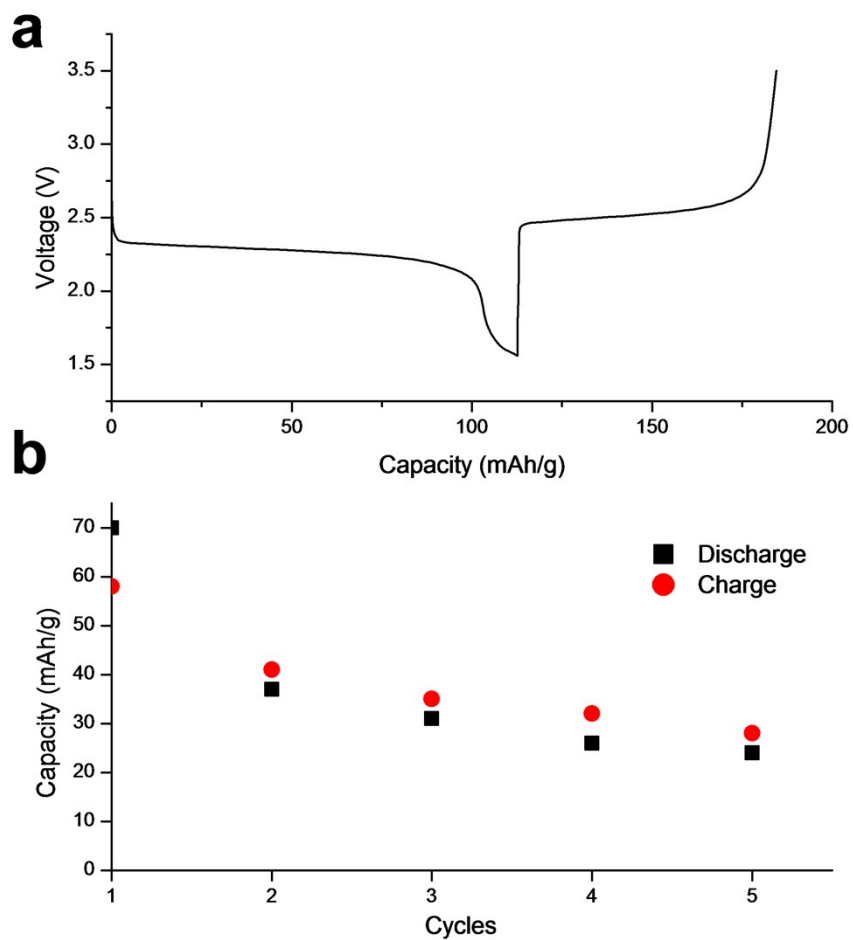 a
3.5
3.0
2.5
2.0
1.5
Voltage (V)
0 50 100 150 200
Capacity (mAh/g)
b
70
60
50
40
30
20
10
0
Capacity (mAh/g)
Discharge
Charge
1 2 3 4 5
Cycles